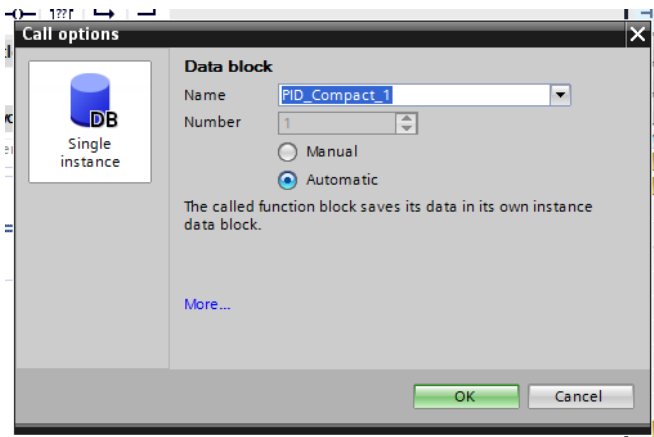 1???
Call options
DB
Single
instance
Data block
Name PID_Compact_1
Number 1
Manual
Automatic
The called function block saves its data in its own instance
data block.
More...
OK Cancel